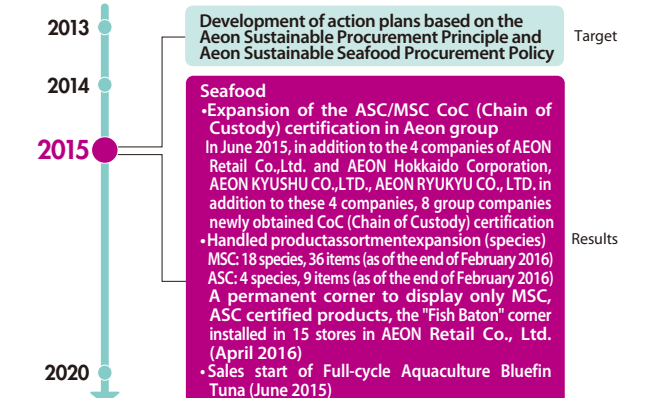 2013
Development of action plans based on the
Aeon Sustainable Procurement Principle and
Aeon Sustainable Seafood Procurement Policy
Target
2014
2015
Seafood
•Expansion of the ASC/MSC CoC (Chain of
Custody) certification in Aeon group
In June 2015, in addition to the 4 companies of AEON
Retail Co.,Ltd. and AEON Hokkaido Corporation,
AEON KYUSHU CO.,LTD., AEON RYUKYU CO., LTD. in
addition to these 4 companies, 8 group companies
newly obtained CoC (Chain of Custody) certification
•Handled productassortmentexpansion (species)
MSC: 18 species, 36 items (as of the end of February 2016)
ASC: 4 species, 9 items (as of the end of February 2016)
A permanent corner to display only MSC,
ASC certified products, the "Fish Baton" corner
installed in 15 stores in AEON Retail Co., Ltd.
(April 2016)
•Sales start of Full-cycle Aquaculture Bluefin
Tuna (June 2015)
Results
2020